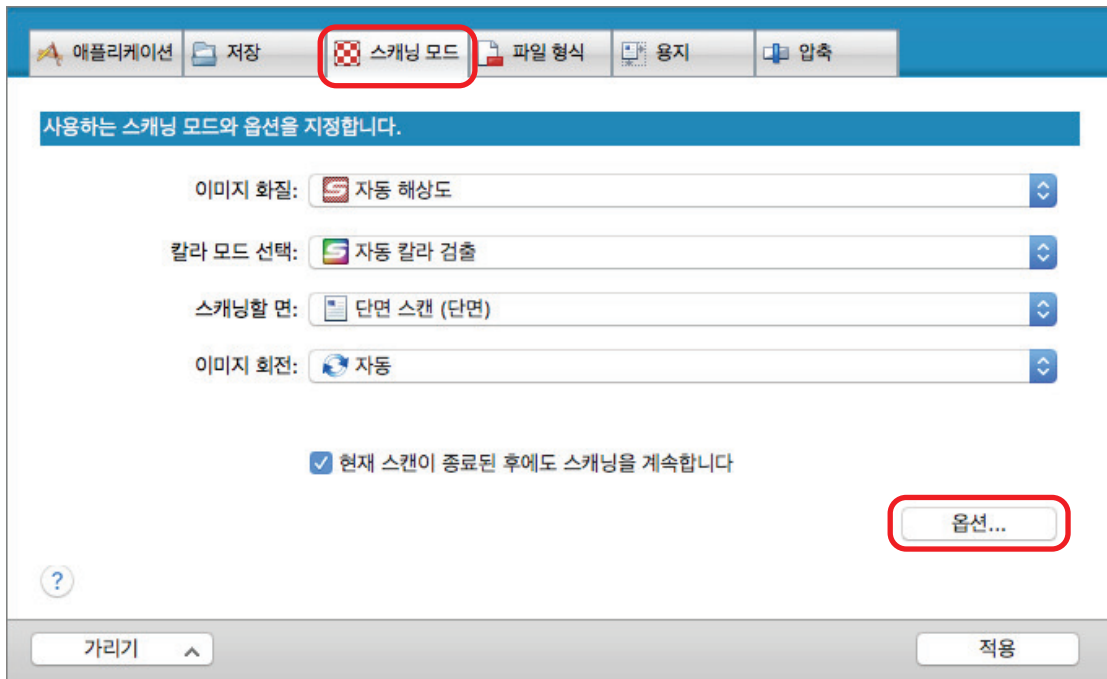 애플리케이션 저장 스캐닝 모드 파일 형식 용지 압축
사용하는 스캐닝 모드와 옵션을 지정합니다.
이미지 화질: 자동 해상도
칼라 모드 선택: 자동 칼라 검출
스캐닝할 면: 단면 스캔 (단면)
이미지 회전: 자동
현재 스캔이 종료된 후에도 스캐닝을 계속합니다
옵션...
?
가리기 적용